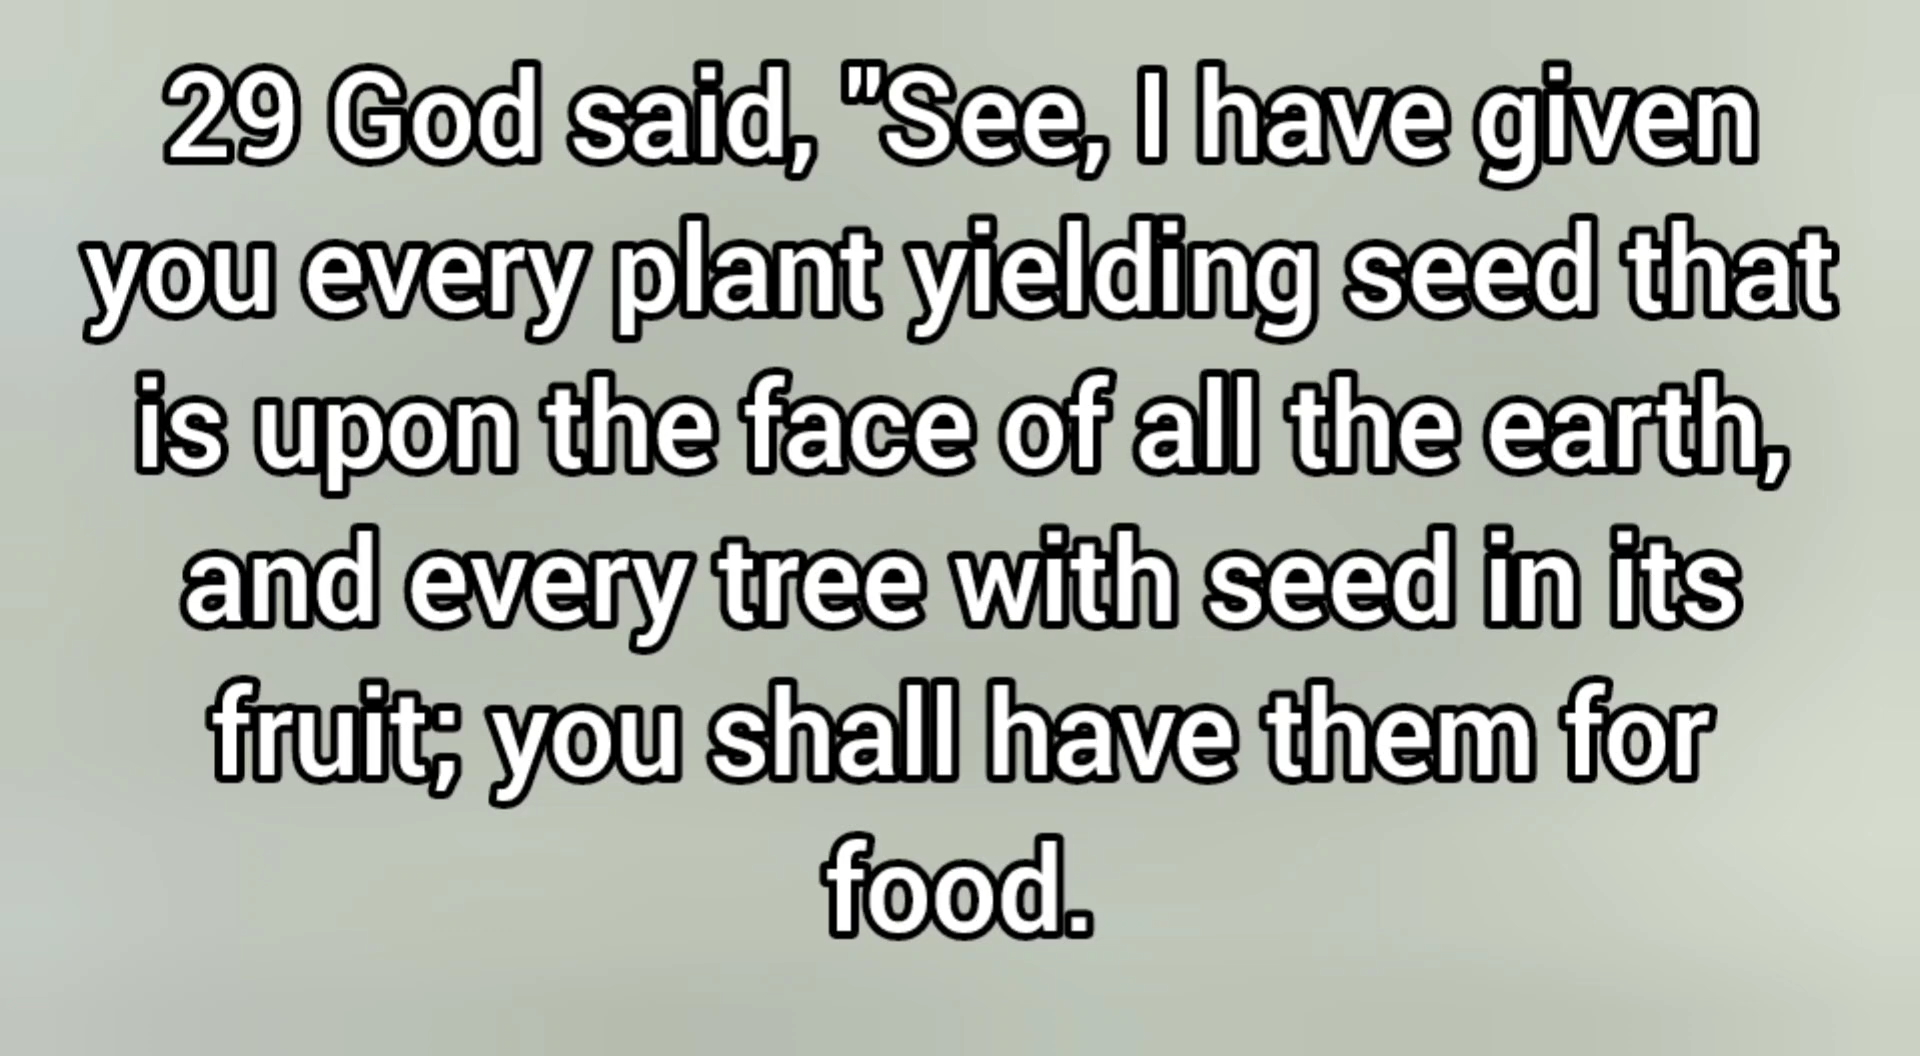 29 God said, "See, I have given
you every plant yielding seed that
is upon the face of all the earth,
and every tree with seed in its
fruit; you shall have them for
food.